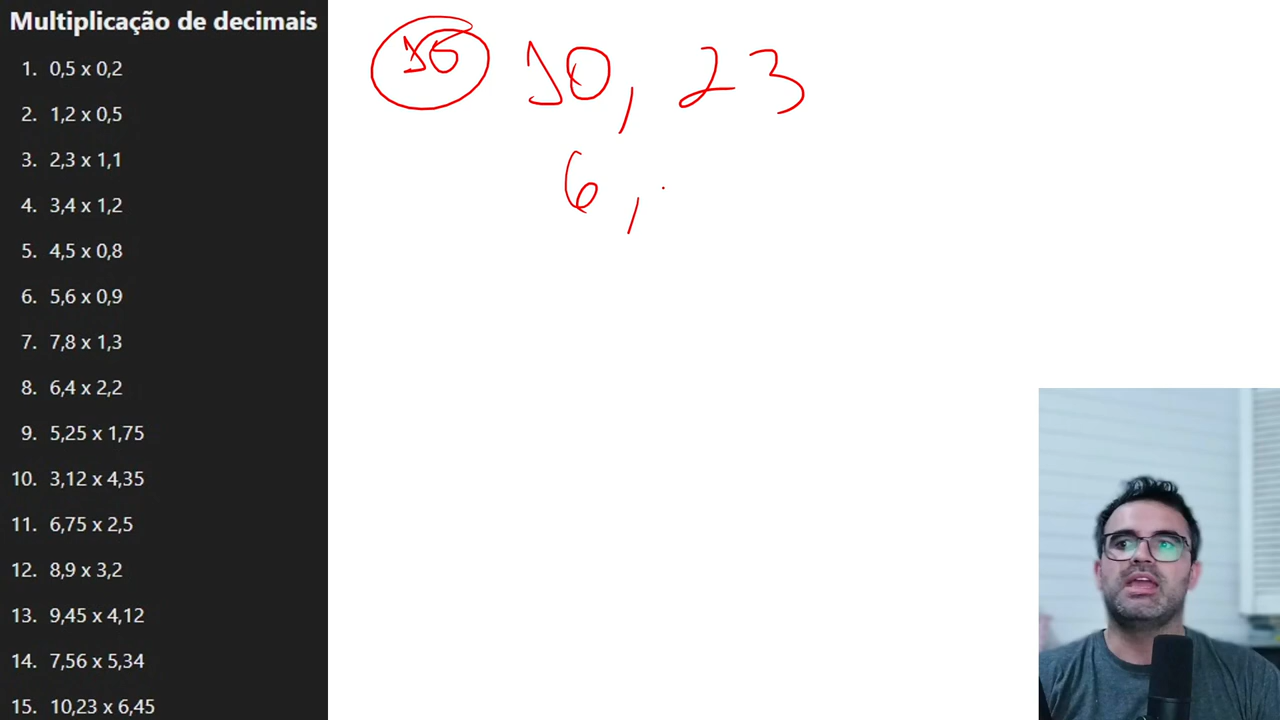 Multiplicação de decimais
1. 0,5 x 0,2
2. 1,2 x 0,5
3. 2,3 x 1,1
4. 3,4 x 1,2
5. 4,5 x 0,8
6. 5,6 x 0,9
7. 7,8 x 1,3
8. 6,4 x 2,2
9. 5,25 x 1,75
10. 3,12 x 4,35
11. 6,75 x 2,5
12. 8,9 x 3,2
13. 9,45 x 4,12
14. 7,56 x 5,34
15. 10,23 x 6,45
15 10,23
6,